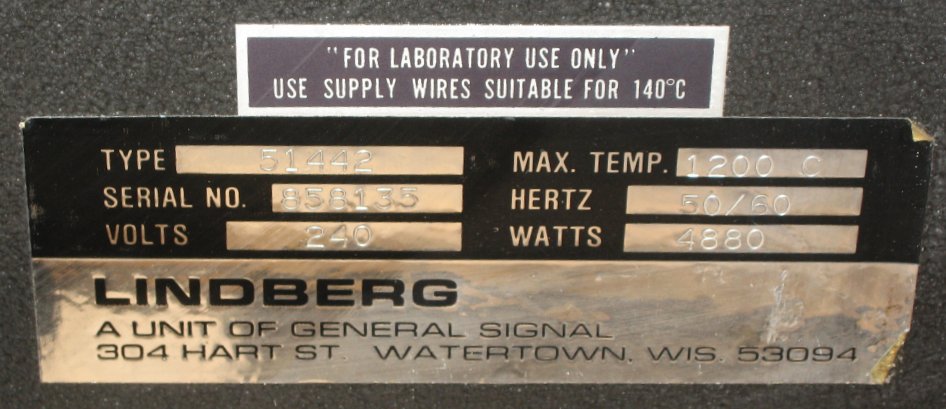 "FOR LABORATORY USE ONLY"
USE SUPPLY WIRES SUITABLE FOR 140°C
TYPE 51442 MAX. TEMP. 1200 C
SERIAL NO. 858135 HERTZ 50/60
VOLTS 240 WATTS 4880
LINDBERG
A UNIT OF GENERAL SIGNAL
304 HART ST. WATERTOWN, WIS. 53094